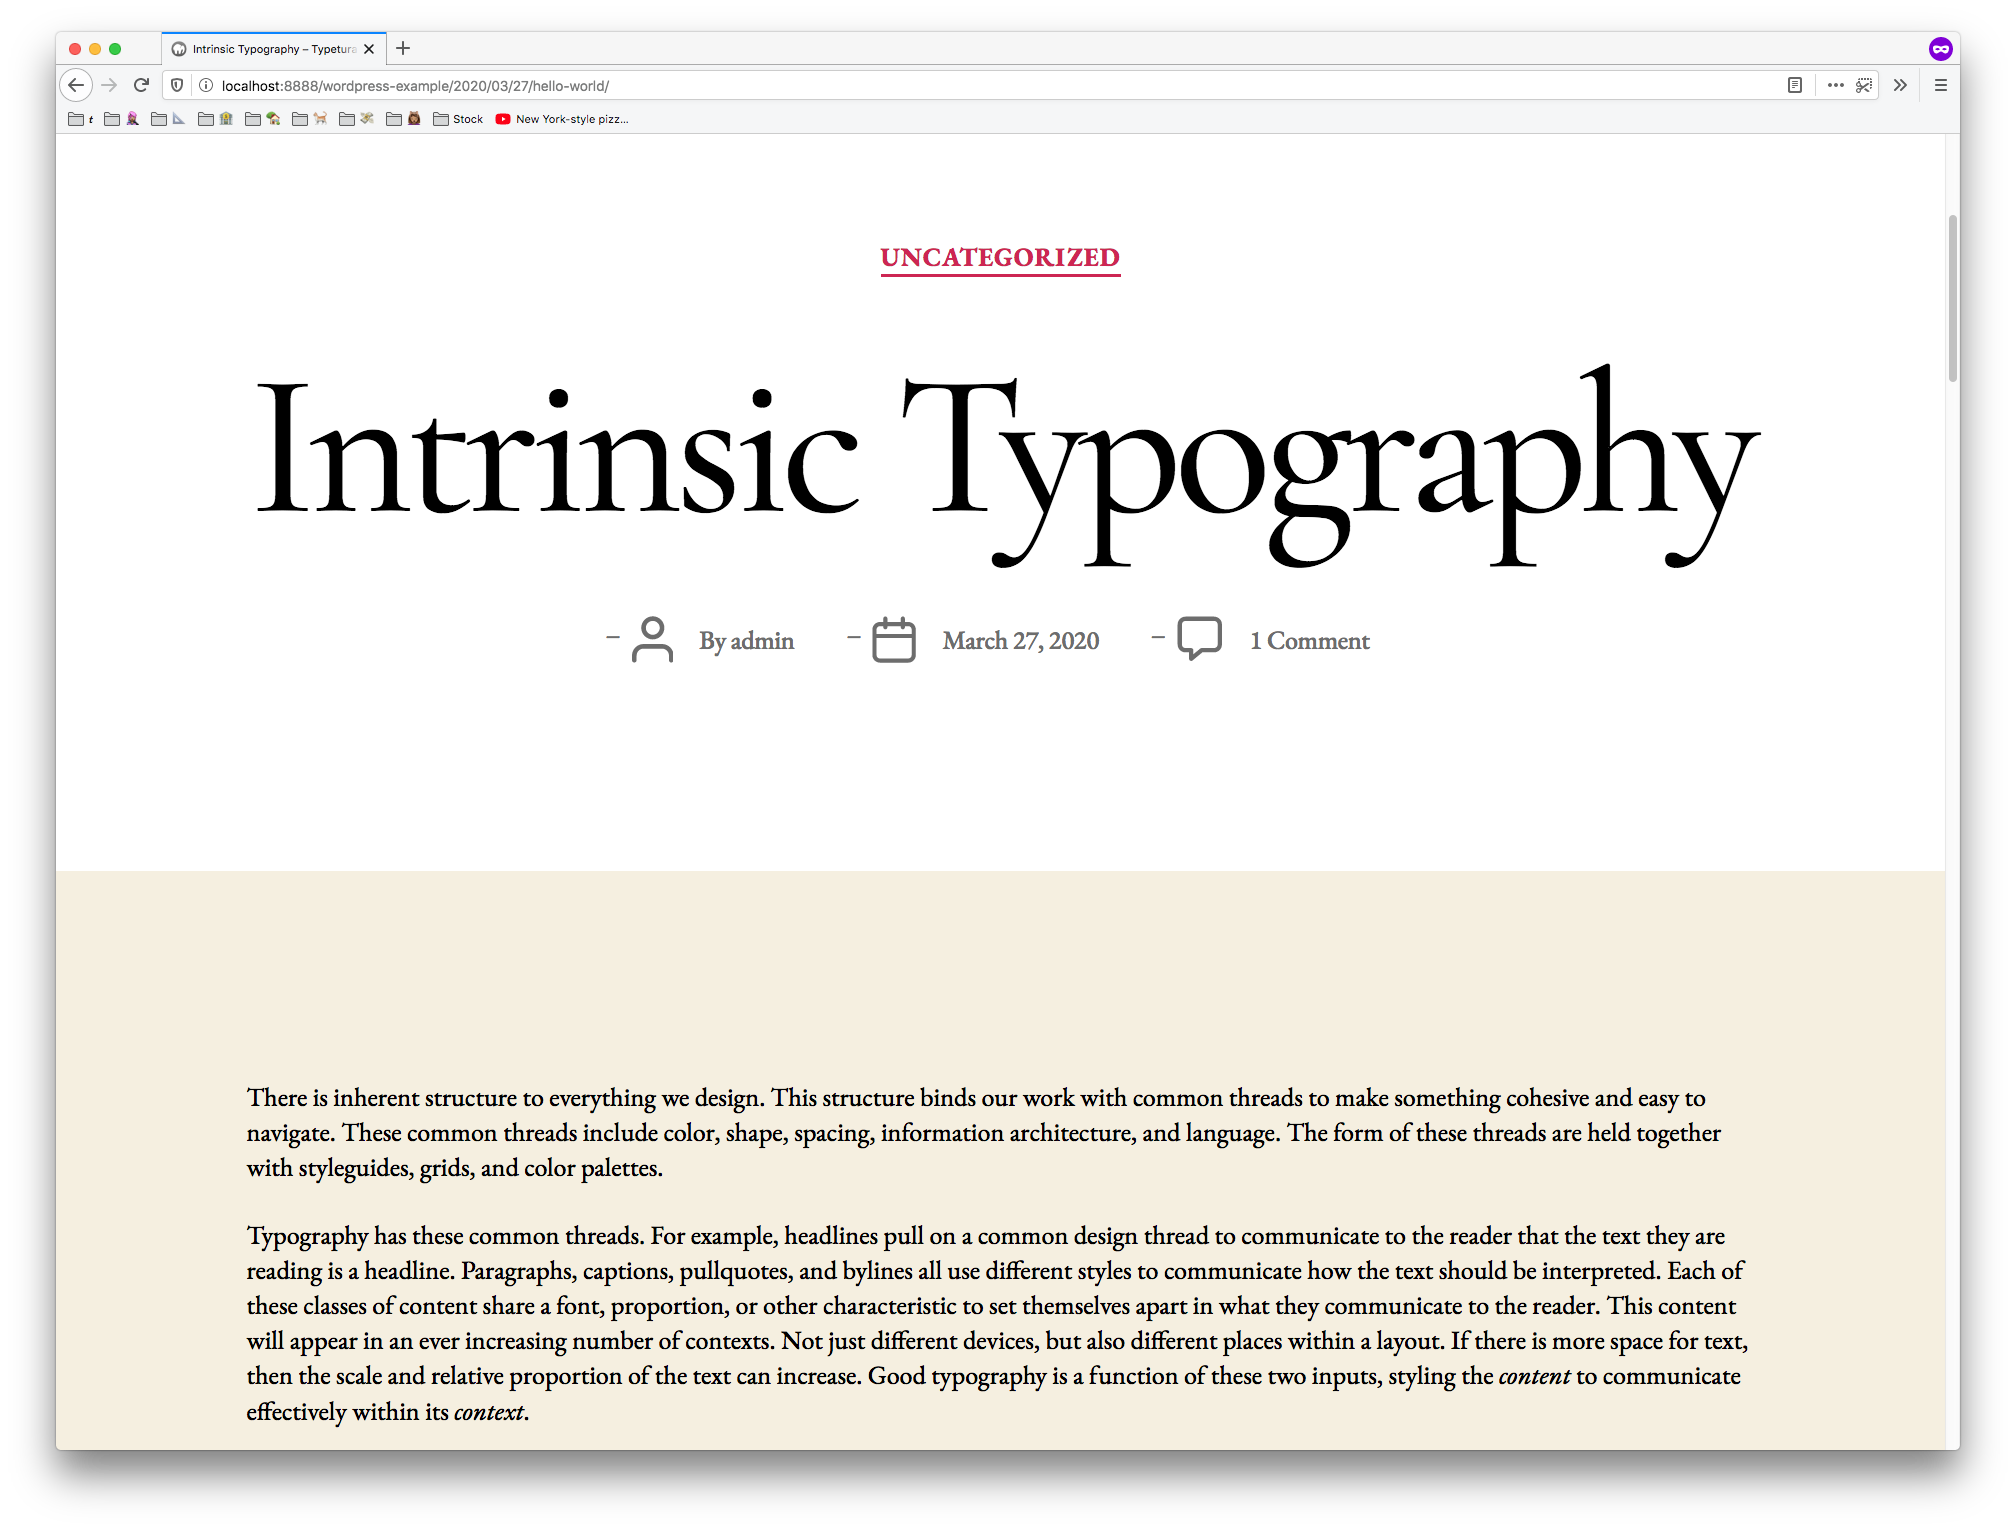 Intrinsic Typography – Typetura
localhost:8888/wordpress-example/2020/03/27/hello-world/
t
Stock
New York-style pizz...
UNCATEGORIZED
Intrinsic Typography
– By admin – March 27, 2020 – 1 Comment
There is inherent structure to everything we design. This structure binds our work with common threads to make something cohesive and easy to
navigate. These common threads include color, shape, spacing, information architecture, and language. The form of these threads are held together
with styleguides, grids, and color palettes.
Typography has these common threads. For example, headlines pull on a common design thread to communicate to the reader that the text they are
reading is a headline. Paragraphs, captions, pullquotes, and bylines all use different styles to communicate how the text should be interpreted. Each of
these classes of content share a font, proportion, or other characteristic to set themselves apart in what they communicate to the reader. This content
will appear in an ever increasing number of contexts. Not just different devices, but also different places within a layout. If there is more space for text,
then the scale and relative proportion of the text can increase. Good typography is a function of these two inputs, styling the content to communicate
effectively within its context.